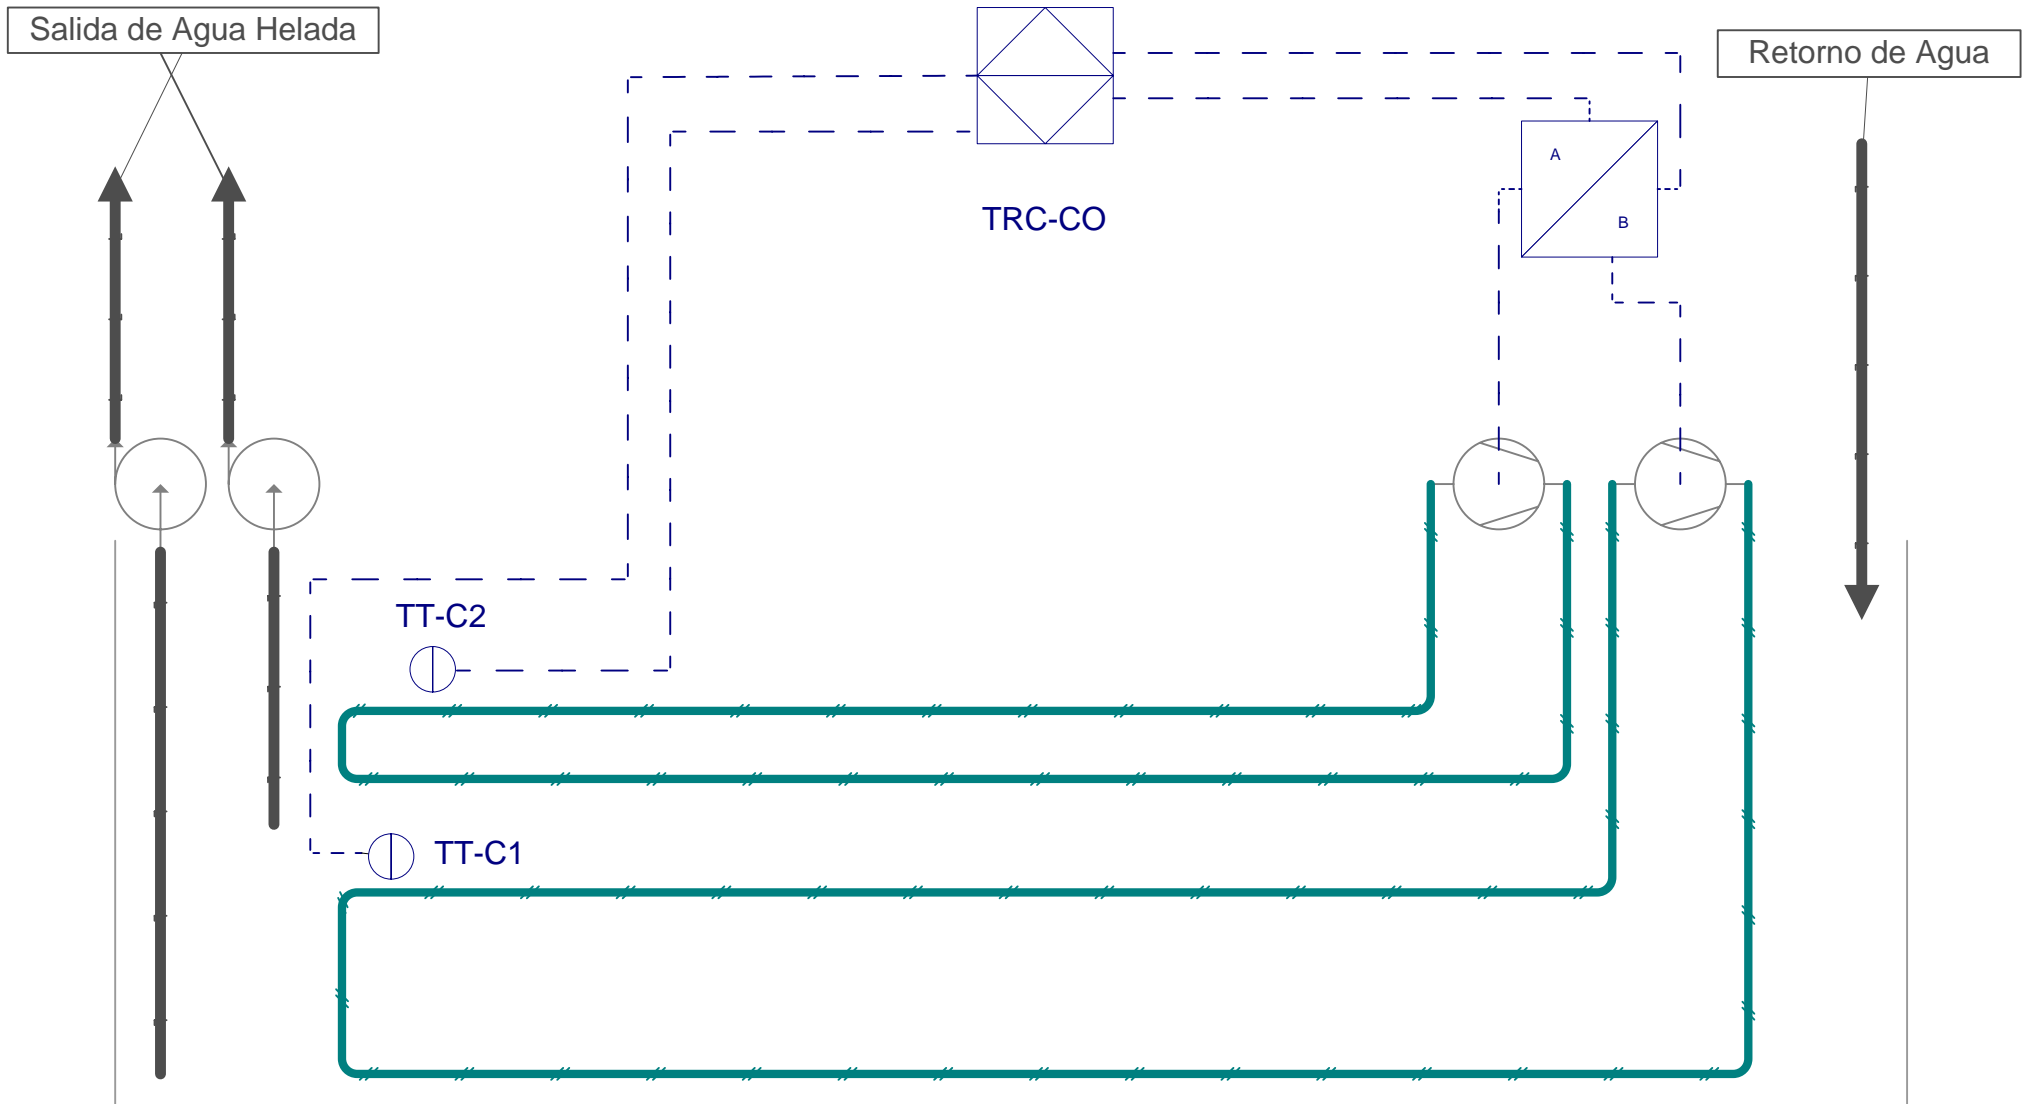 Salida de Agua Helada
Retorno de Agua
A
B
TRC-CO
TT-C2
TT-C1